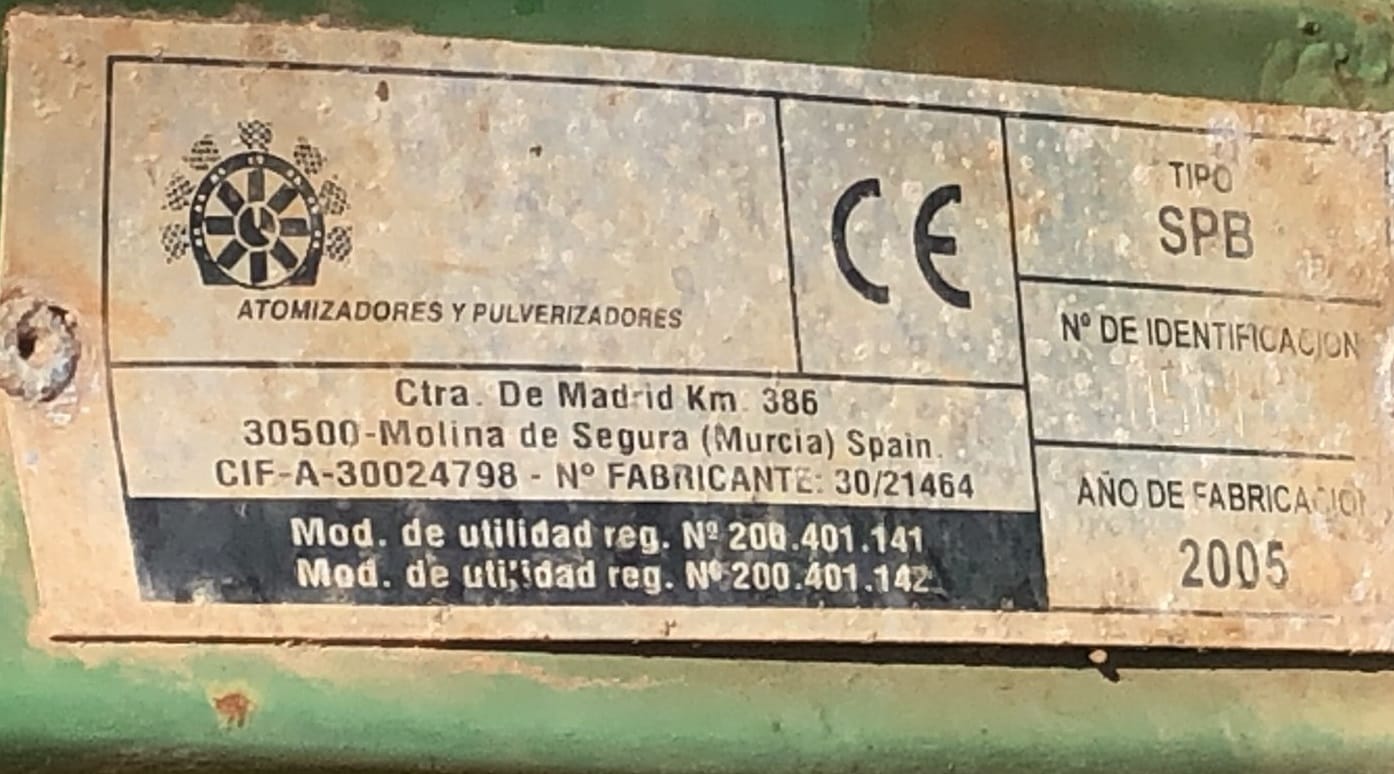 ATOMIZADORES Y PULVERIZADORES
CE
TIPO
SPB
Nº DE IDENTIFICACION
AÑO DE FABRICACION
2005
Ctra. De Madrid Km. 386
30500-Molina de Segura (Murcia) Spain.
CIF-A-30024798 - Nº FABRICANTE: 30/21464
Mod. de utilidad reg. Nº 200.401.141
Mod. de utilidad reg. Nº 200.401.142